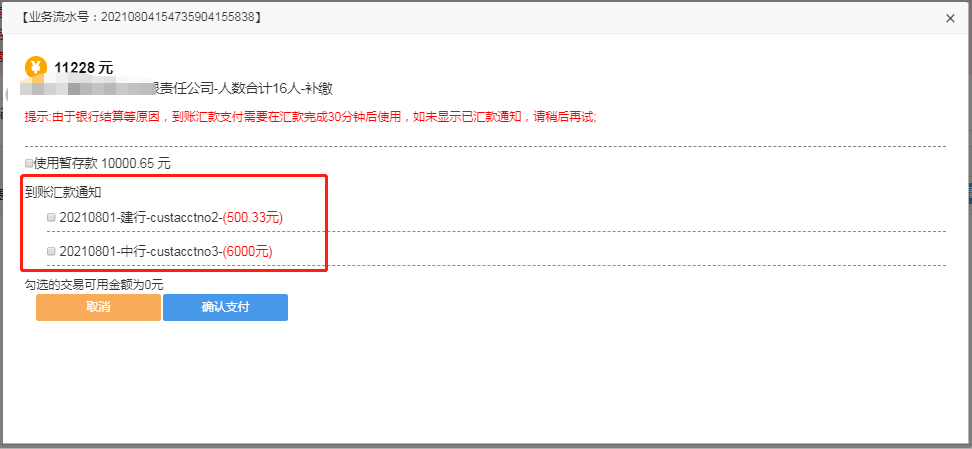 【业务流水号：20210804154735904155838】
×
11228 元
责任公司-人数合计16人-补缴
提示:由于银行结算等原因，到账汇款支付需要在汇款完成30分钟后使用，如未显示已汇款通知，请稍后再试;
使用暂存款 10000.65 元
到账汇款通知
20210801-建行-custacctno2-(500.33元)
20210801-中行-custacctno3-(6000元)
勾选的交易可用金额为0元
取消 确认支付